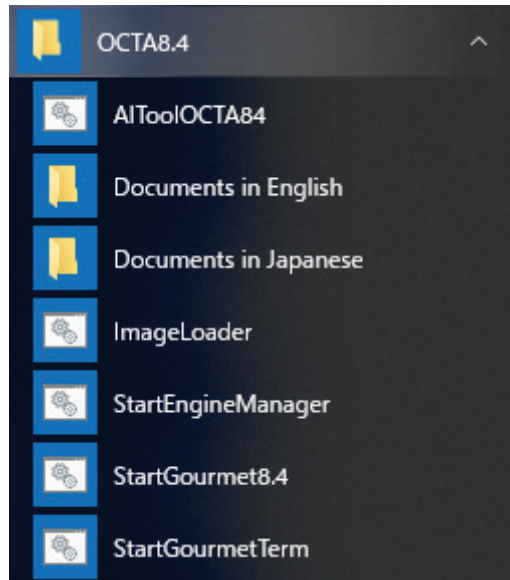 OCTA8.4
AIToolOCTA84
Documents in English
Documents in Japanese
ImageLoader
StartEngineManager
StartGourmet8.4
StartGourmetTerm